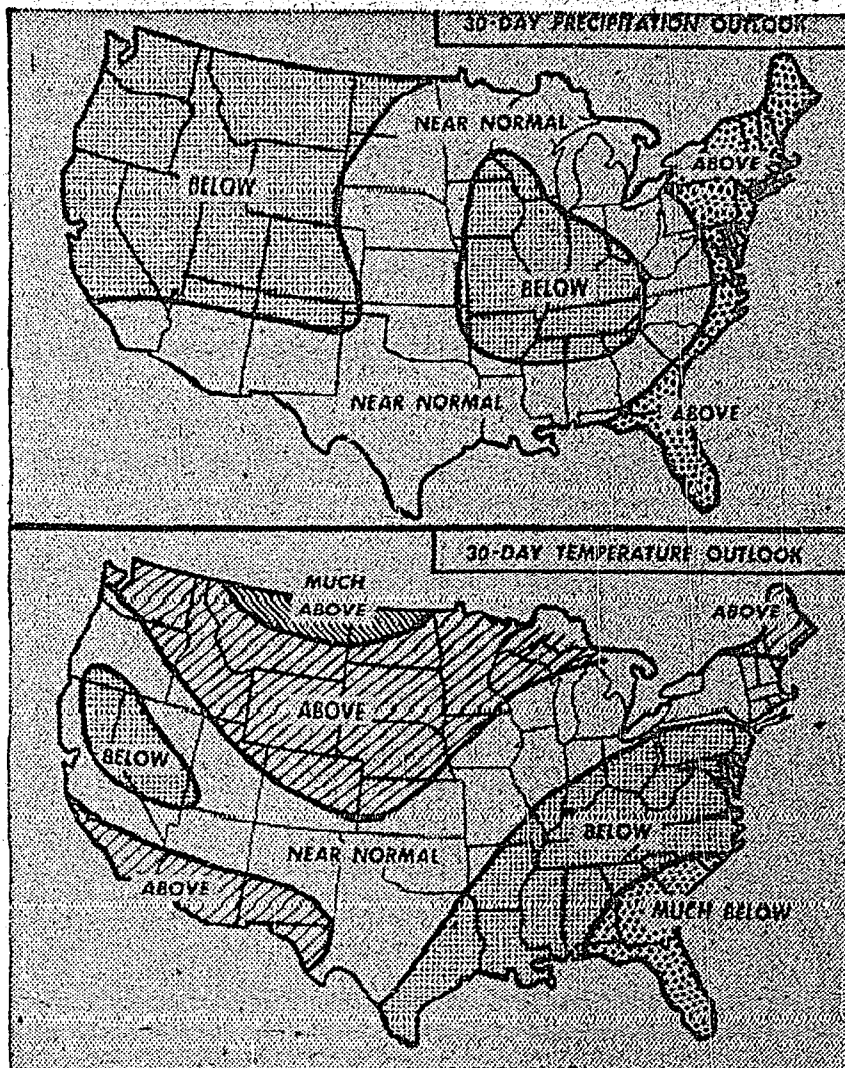 30-DAY PRECIPITATION OUTLOOK
NEAR NORMAL
ABOVE
BELOW
BELOW
NEAR NORMAL
ABOVE
30-DAY TEMPERATURE OUTLOOK
MUCH
ABOVE
ABOVE
ABOVE
BELOW
BELOW
NEAR NORMAL
ABOVE
MUCH BELOW